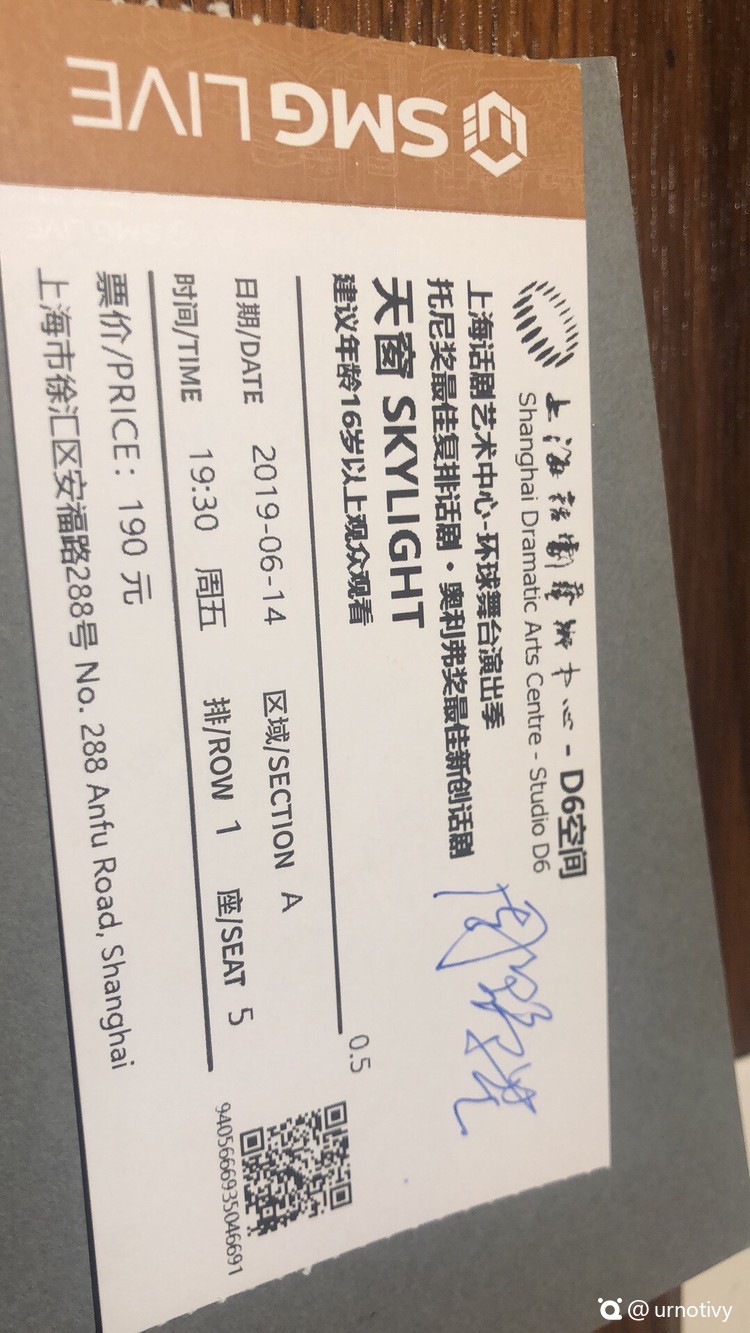 SMG LIVE
上海話劇藝術中心 - D6空间
Shanghai Dramatic Arts Centre - Studio D6
上海话剧艺术中心-环球舞台演出季
托尼奖最佳复排话剧·奥利弗奖最佳新创话剧
天窗 SKYLIGHT
建议年龄16岁以上观众观看
0.5
日期/DATE 2019-06-14 区域/SECTION A
时间/TIME 19:30 周五 排/ROW 1 座/SEAT 5
票价/PRICE: 190 元
上海市徐汇区安福路288号 No. 288 Anfu Road, Shanghai
9405666935046691
@urnotivy